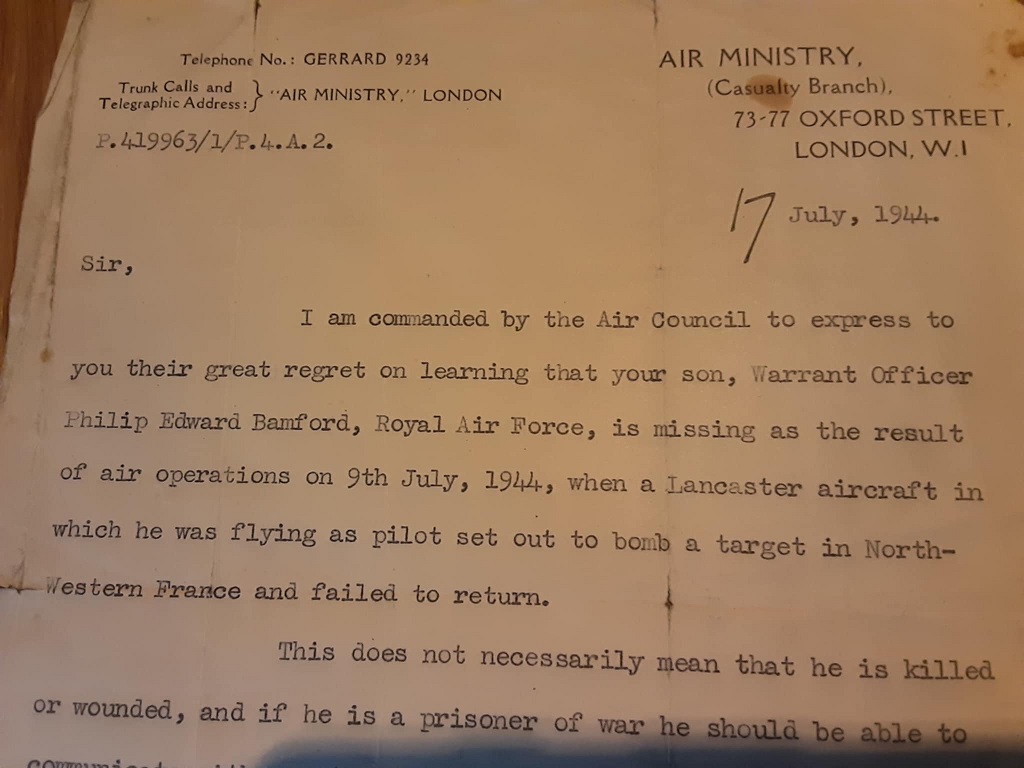 Telephone No.: GERRARD 9234
Trunk Calls and
Telegraphic Address: } "AIR MINISTRY," LONDON
P.419963/1/P.4.A.2.
AIR MINISTRY,
(Casualty Branch),
73-77 OXFORD STREET,
LONDON, W.1
17 July, 1944.
Sir,
I am commanded by the Air Council to express to
you their great regret on learning that your son, Warrant Officer
Philip Edward Bamford, Royal Air Force, is missing as the result
of air operations on 9th July, 1944, when a Lancaster aircraft in
which he was flying as pilot set out to bomb a target in North-
Western France and failed to return.
This does not necessarily mean that he is killed
or wounded, and if he is a prisoner of war he should be able to